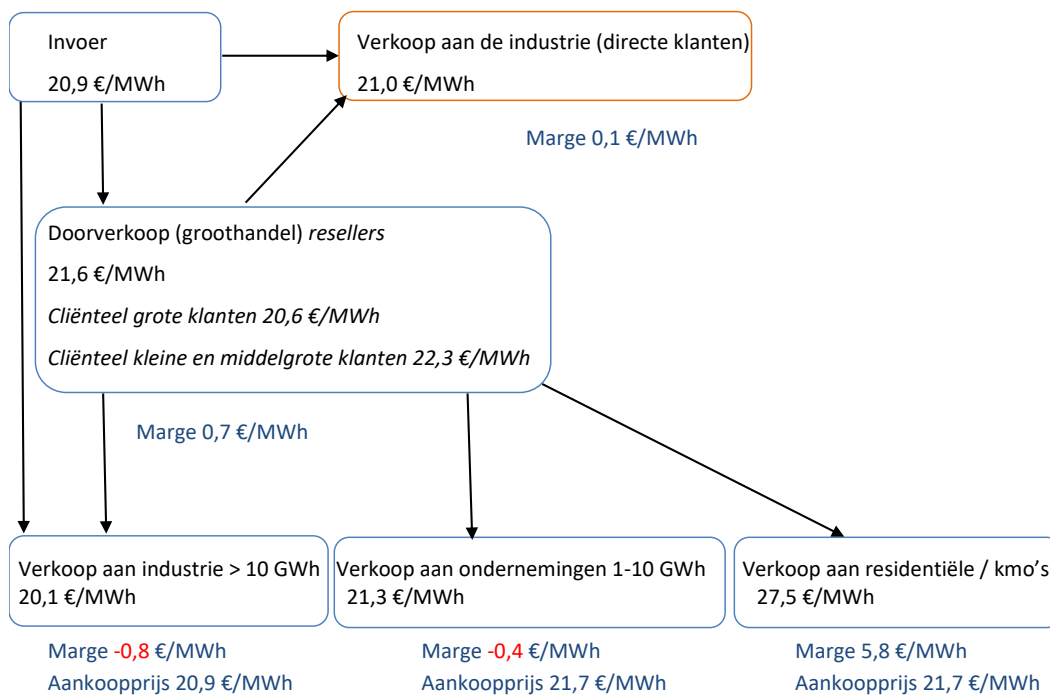 Invoer
20,9 €/MWh
Verkoop aan de industrie (directe klanten)
21,0 €/MWh
Marge 0,1 €/MWh
Doorverkoop (groothandel) resellers
21,6 €/MWh
Cliënteel grote klanten 20,6 €/MWh
Cliënteel kleine en middelgrote klanten 22,3 €/MWh
Marge 0,7 €/MWh
Verkoop aan industrie > 10 GWh
20,1 €/MWh
Marge -0,8 €/MWh
Aankoopprijs 20,9 €/MWh
Verkoop aan ondernemingen 1-10 GWh
21,3 €/MWh
Marge -0,4 €/MWh
Aankoopprijs 21,7 €/MWh
Verkoop aan residentiële / kmo's
27,5 €/MWh
Marge 5,8 €/MWh
Aankoopprijs 21,7 €/MWh